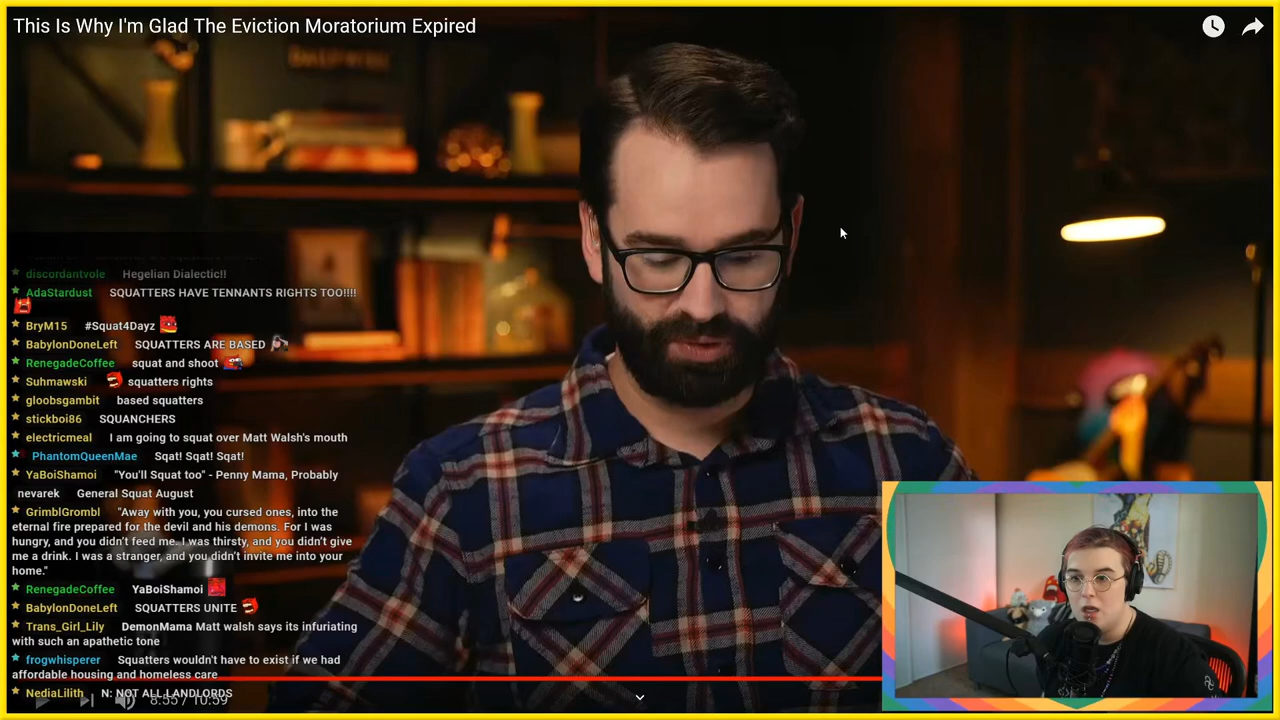 This Is Why I'm Glad The Eviction Moratorium Expired
discordantvole Hegelian Dialectic!!
AdaStardust SQUATTERS HAVE TENNANTS RIGHTS TOO!!!!
BryM15 #Squat4Dayz
BabylonDoneLeft SQUATTERS ARE BASED
RenegadeCoffee squat and shoot
Suhmawski squatters rights
gloobsgambit based squatters
stickboi86 SQUANCHERS
electricmeal I am going to squat over Matt Walsh's mouth
PhantomQueenMae Sqat! Sqat! Sqat!
YaBoiShamoi "You'll Squat too" - Penny Mama, Probably
nevarek General Squat August
GrimblGrombl "Away with you, you cursed ones, into the
eternal fire prepared for the devil and his demons. For I was
hungry, and you didn't feed me. I was thirsty, and you didn't give
me a drink. I was a stranger, and you didn't invite me into your
home."
RenegadeCoffee YaBoiShamoi
BabylonDoneLeft SQUATTERS UNITE
Trans_Girl_Lily DemonMama Matt walsh says its infuriating
with such an apathetic tone
frogwhisperer Squatters wouldn't have to exist if we had
affordable housing and homeless care
NediaLilith N: NOT ALL LANDLORDS
8:55 / 10:59